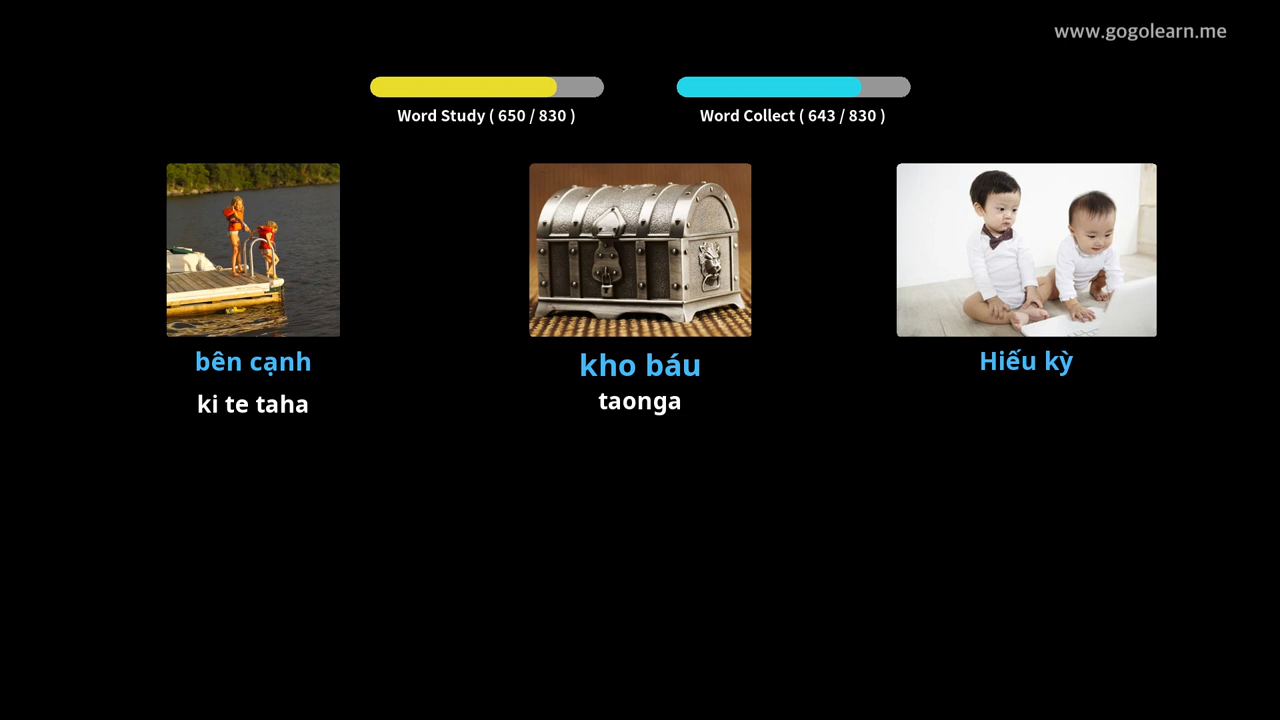 www.gogolearn.me
Word Study ( 650 / 830 )
Word Collect ( 643 / 830 )
bên cạnh
ki te taha
kho báu
taonga
Hiếu kỳ